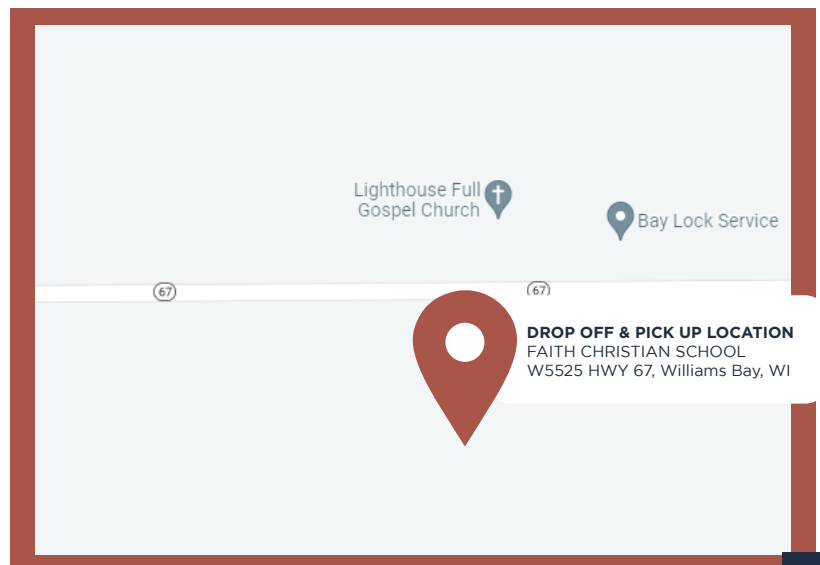 Lighthouse Full
Gospel Church
Bay Lock Service
67
67
DROP OFF & PICK UP LOCATION
FAITH CHRISTIAN SCHOOL
W5525 HWY 67, Williams Bay, WI